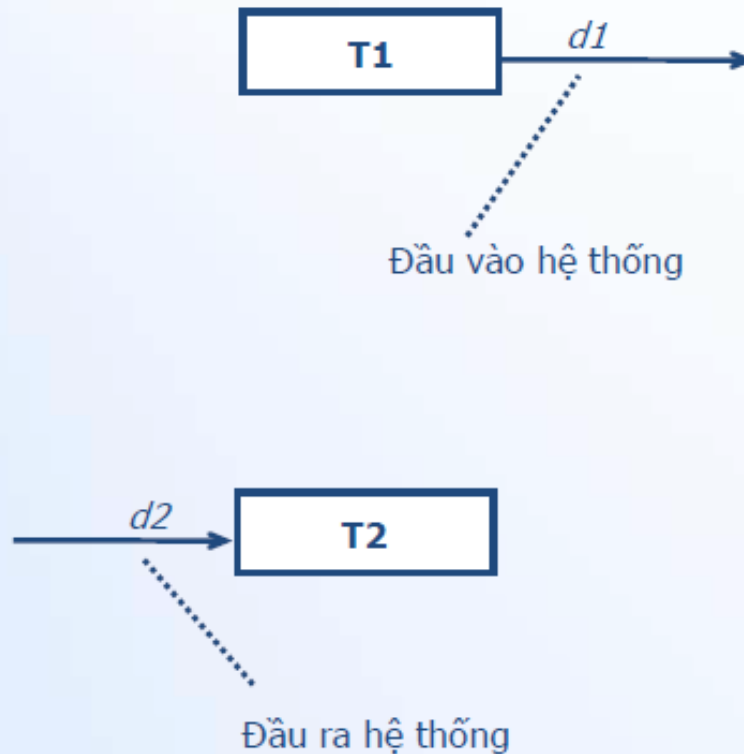 T1
d1
Đầu vào hệ thống
d2
T2
Đầu ra hệ thống